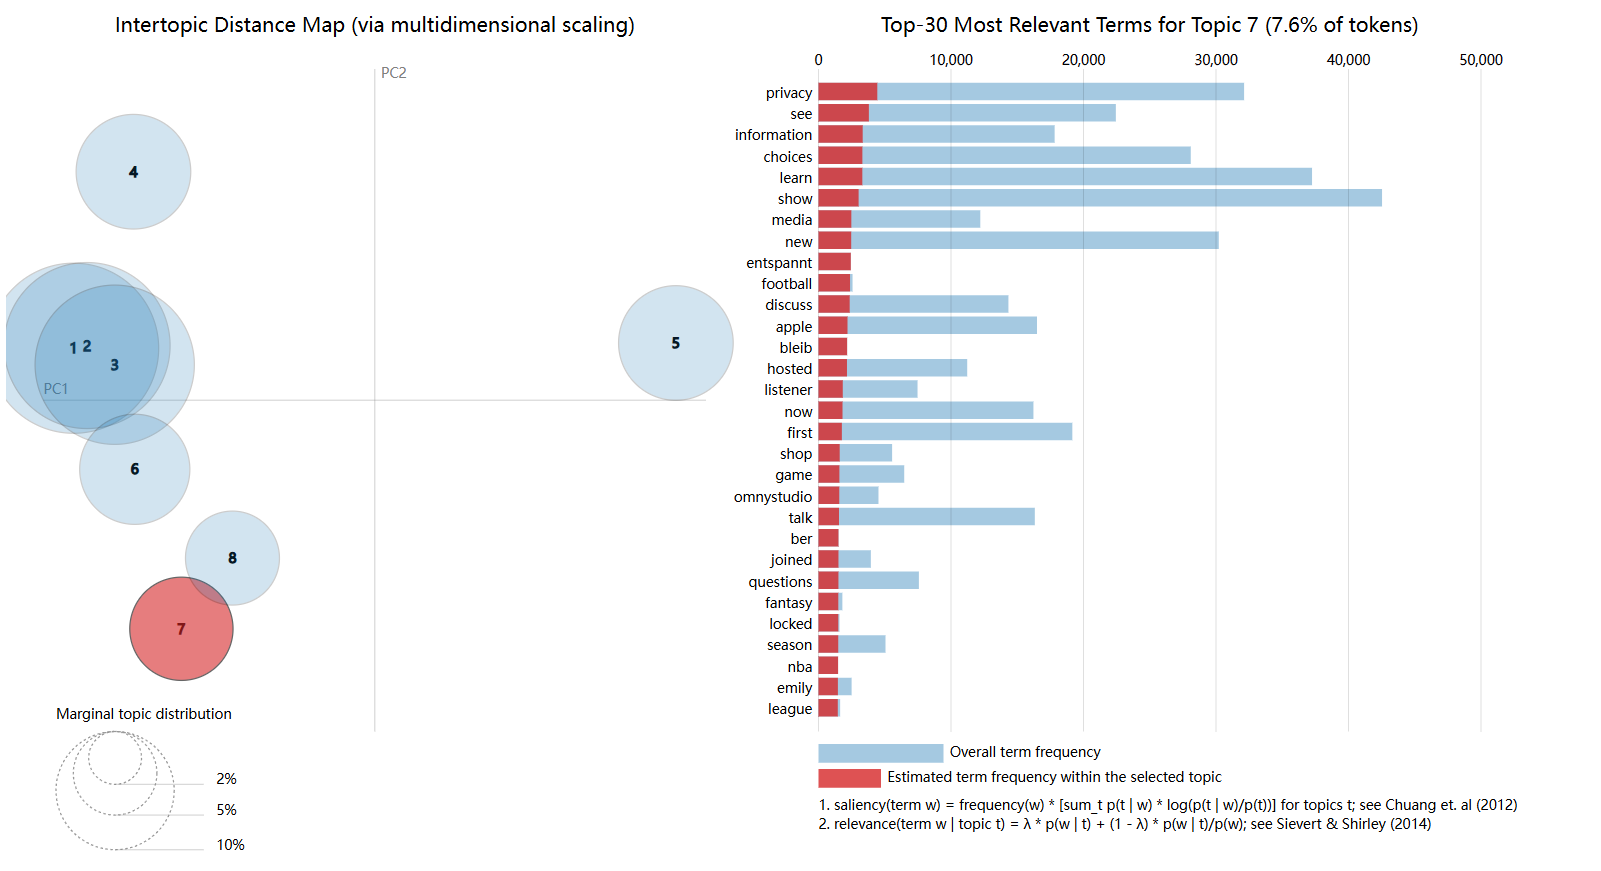 Intertopic Distance Map (via multidimensional scaling)
PC2
4
1 2
3
PC1
5
6
8
7
Marginal topic distribution
2%
5%
10%
Top-30 Most Relevant Terms for Topic 7 (7.6% of tokens)
0 10,000 20,000 30,000 40,000 50,000
privacy
see
information
choices
learn
show
media
new
entspannt
football
discuss
apple
bleib
hosted
listener
now
first
shop
game
omnystudio
talk
ber
joined
questions
fantasy
locked
season
nba
emily
league
Overall term frequency
Estimated term frequency within the selected topic
1. saliency(term w) = frequency(w) * [sum_t p(t | w) * log(p(t | w)/p(t))] for topics t; see Chuang et. al (2012)
2. relevance(term w | topic t) = λ * p(w | t) + (1 - λ) * p(w | t)/p(w); see Sievert & Shirley (2014)